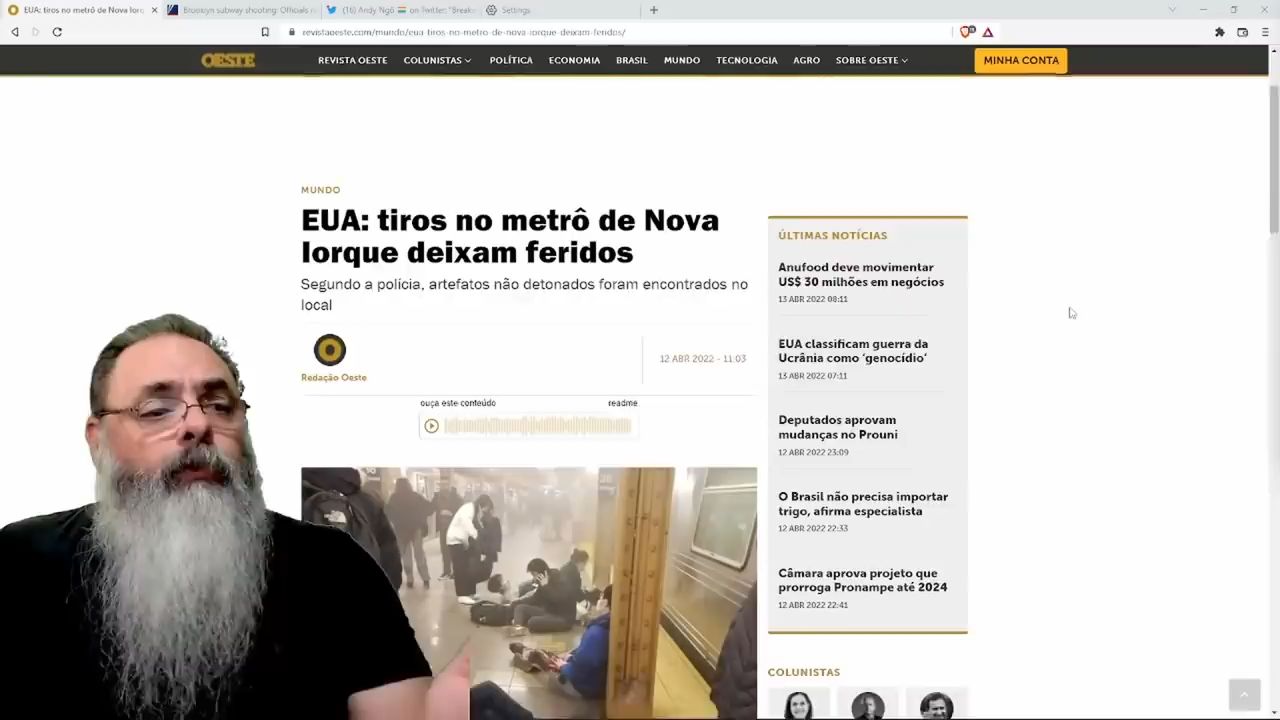 EUA: tiros no metrô de Nova Iorq
Brooklyn subway shooting: Officials r
(16) Andy Ngô on Twitter: "Breaki
Settings
revistaoeste.com/mundo/eua-tiros-no-metro-de-nova-iorque-deixam-feridos/
OESTE
REVISTA OESTE
COLUNISTAS
POLÍTICA
ECONOMIA
BRASIL
MUNDO
TECNOLOGIA
AGRO
SOBRE OESTE
MINHA CONTA
MUNDO
EUA: tiros no metrô de Nova
Iorque deixam feridos
Segundo a polícia, artefatos não detonados foram encontrados no
local
Redação Oeste
12 ABR 2022 - 11:03
ouça este conteúdo
readme
ÚLTIMAS NOTÍCIAS
Anufood deve movimentar
US$ 30 milhões em negócios
13 ABR 2022 08:11
EUA classificam guerra da
Ucrânia como ‘genocídio’
13 ABR 2022 07:11
Deputados aprovam
mudanças no Prouni
12 ABR 2022 23:09
O Brasil não precisa importar
trigo, afirma especialista
12 ABR 2022 22:33
Câmara aprova projeto que
prorroga Pronampe até 2024
12 ABR 2022 22:41
COLUNISTAS